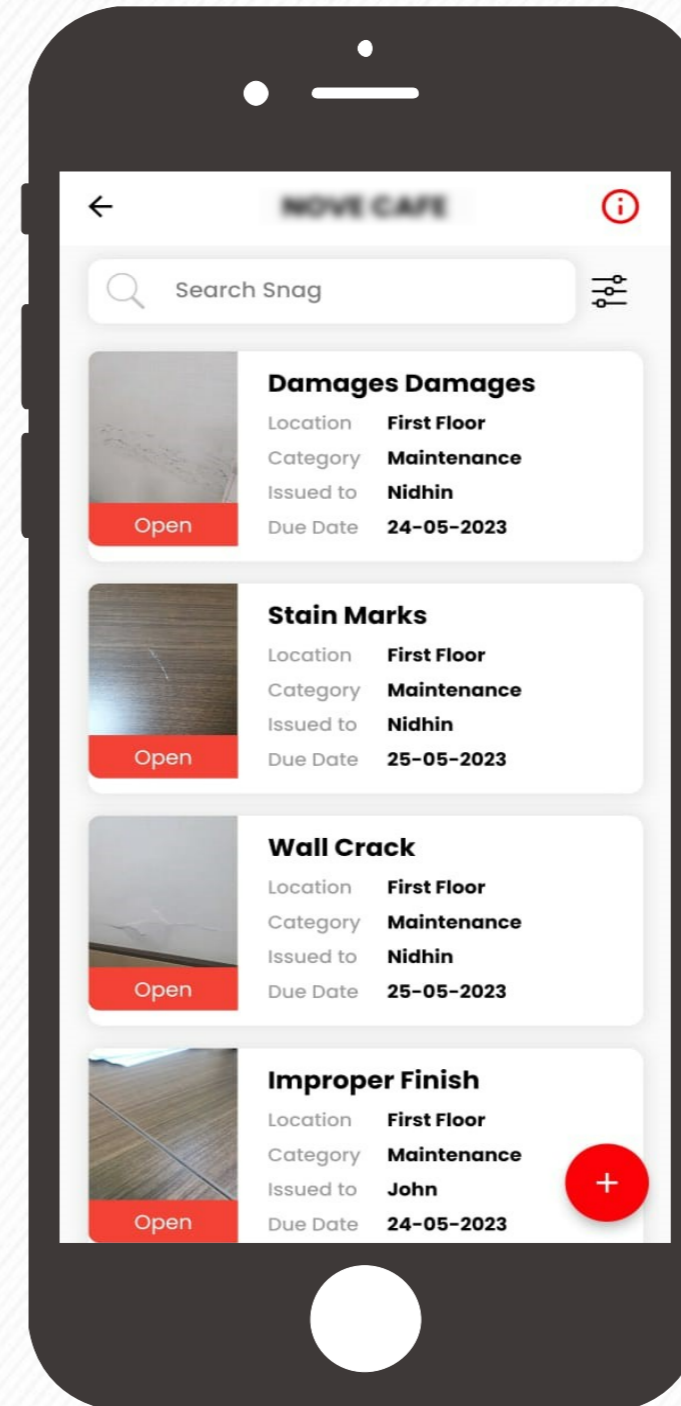 NOVE CAFE
Search Snag
Damages Damages
Location First Floor
Category Maintenance
Issued to Nidhin
Due Date 24-05-2023
Open
Stain Marks
Location First Floor
Category Maintenance
Issued to Nidhin
Due Date 25-05-2023
Open
Wall Crack
Location First Floor
Category Maintenance
Issued to Nidhin
Due Date 25-05-2023
Open
Improper Finish
Location First Floor
Category Maintenance
Issued to John
Due Date 24-05-2023
Open